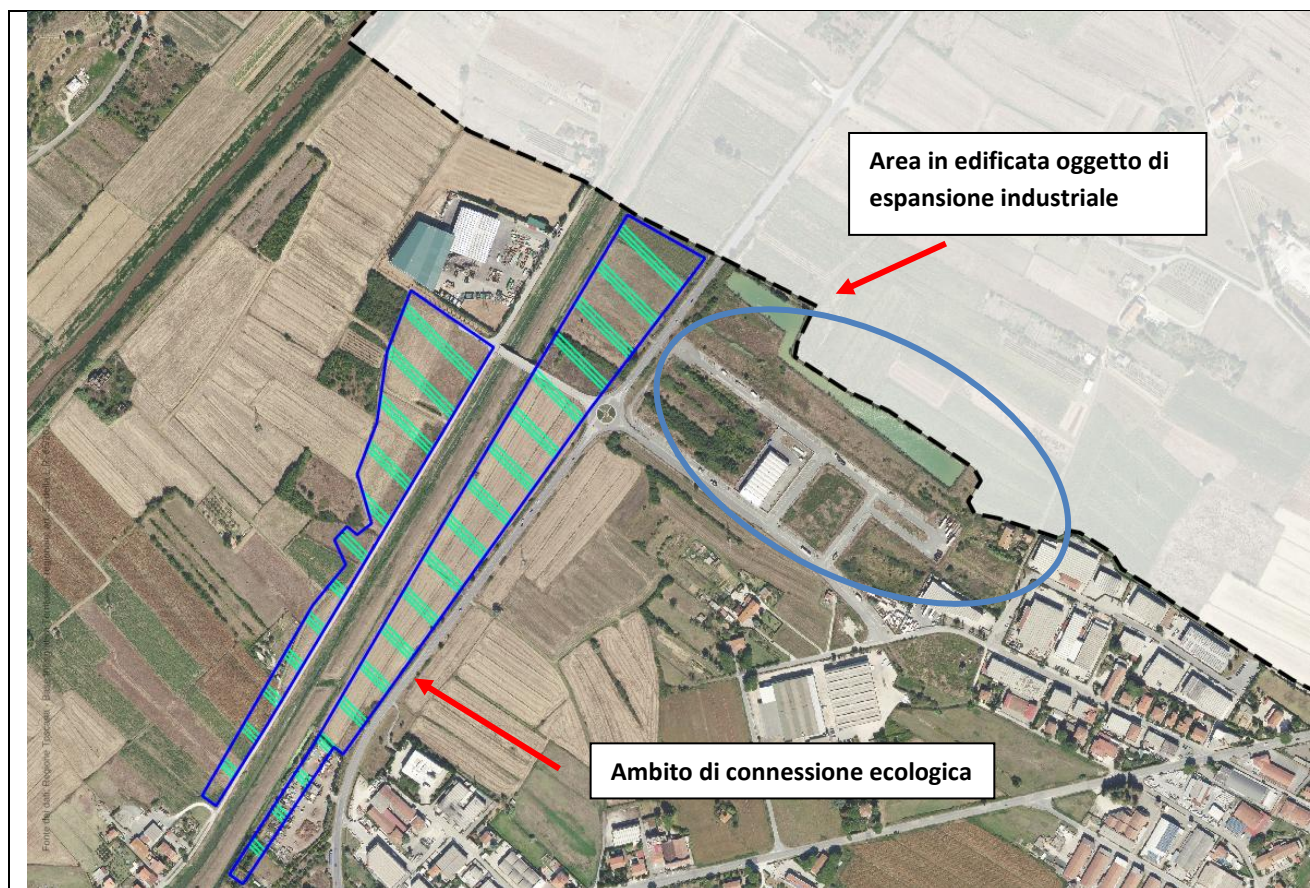 Area in edificata oggetto di
espansione industriale
Ambito di connessione ecologica